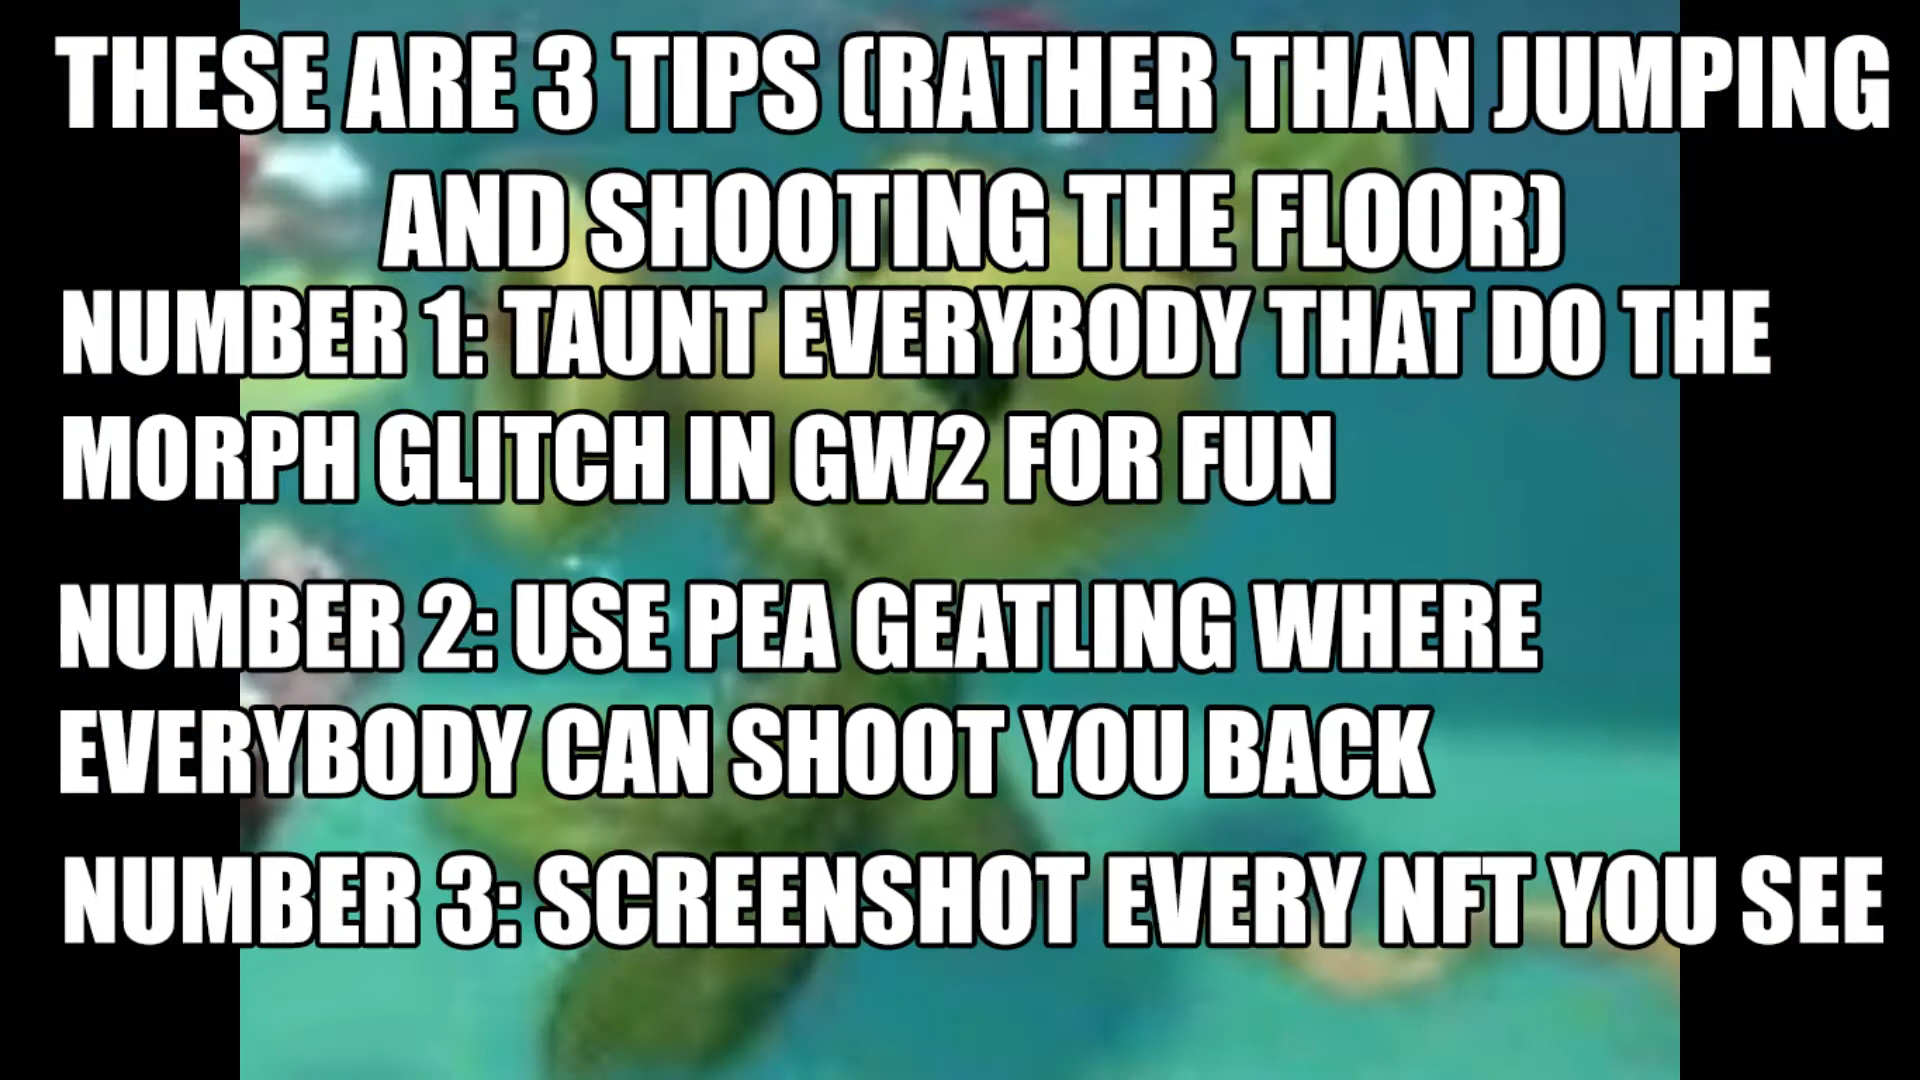 THESE ARE 3 TIPS (RATHER THAN JUMPING
AND SHOOTING THE FLOOR)
NUMBER 1: TAUNT EVERYBODY THAT DO THE
MORPH GLITCH IN GW2 FOR FUN
NUMBER 2: USE PEA GEATLING WHERE
EVERYBODY CAN SHOOT YOU BACK
NUMBER 3: SCREENSHOT EVERY NFT YOU SEE